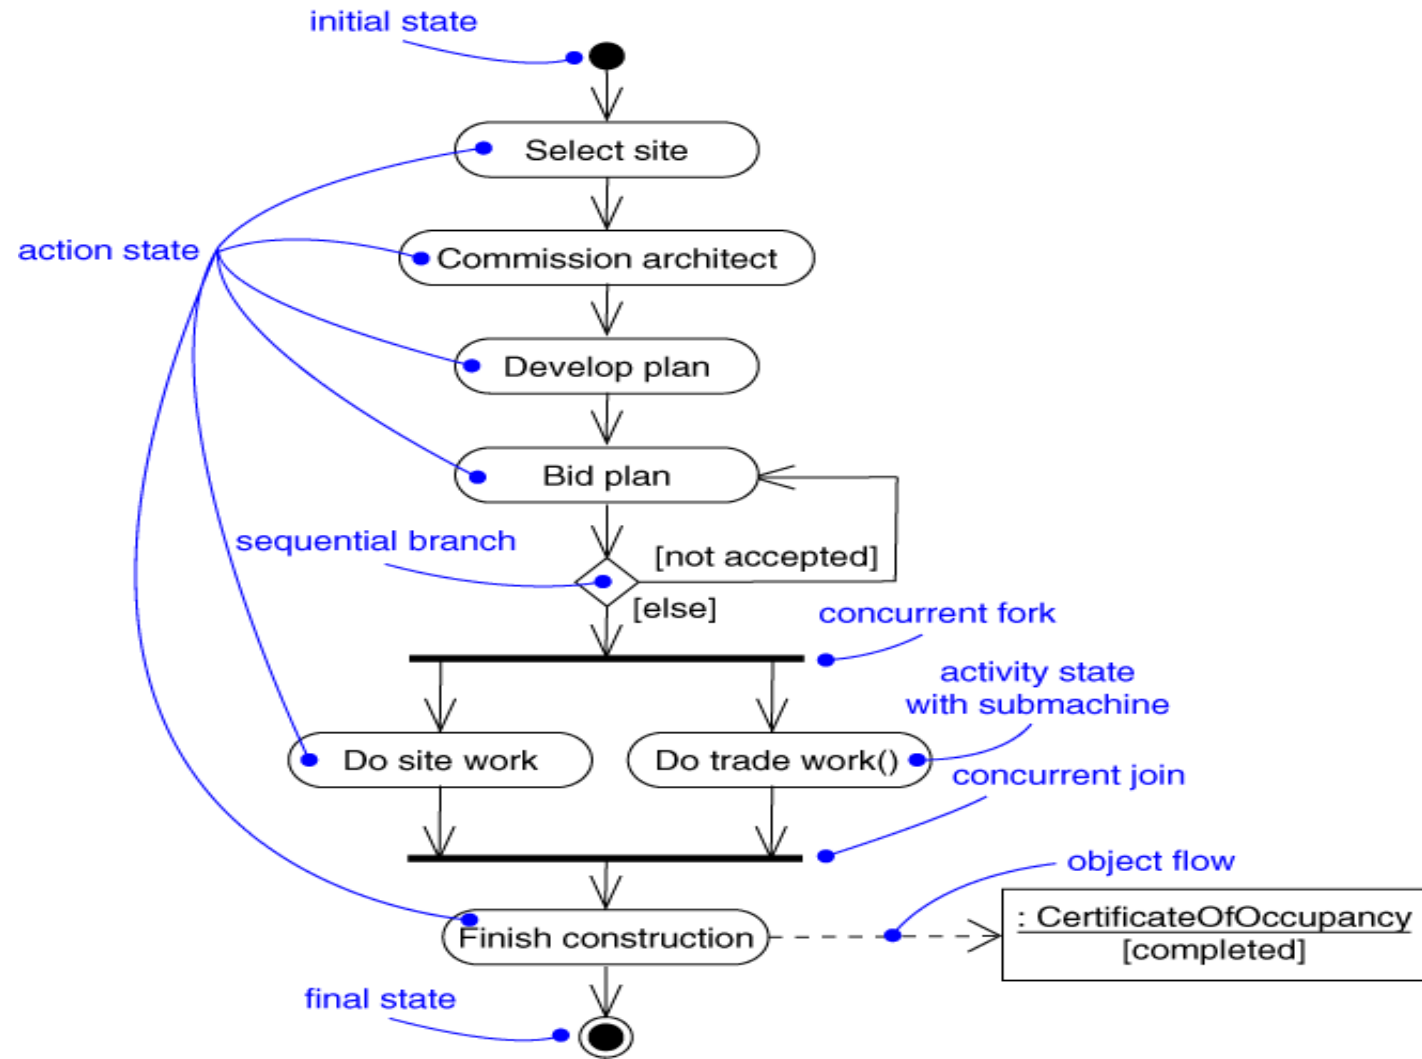 initial state
Select site
action state
Commission architect
Develop plan
Bid plan
sequential branch
[not accepted]
[else]
concurrent fork
activity state
with submachine
Do site work
Do trade work()
concurrent join
object flow
: CertificateOfOccupancy
[completed]
Finish construction
final state